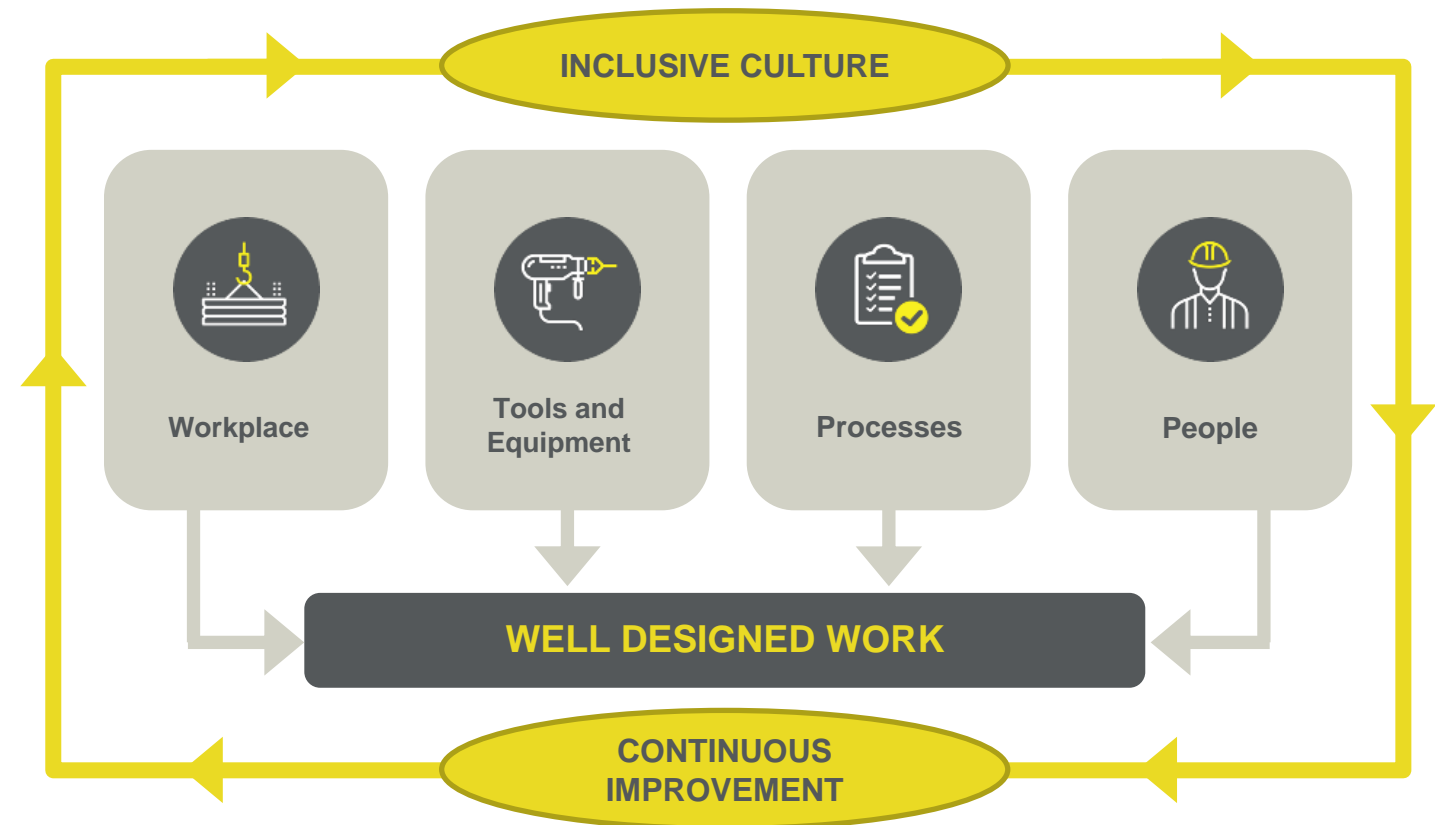 INCLUSIVE CULTURE
Workplace
Tools and
Equipment
Processes
People
WELL DESIGNED WORK
CONTINUOUS
IMPROVEMENT